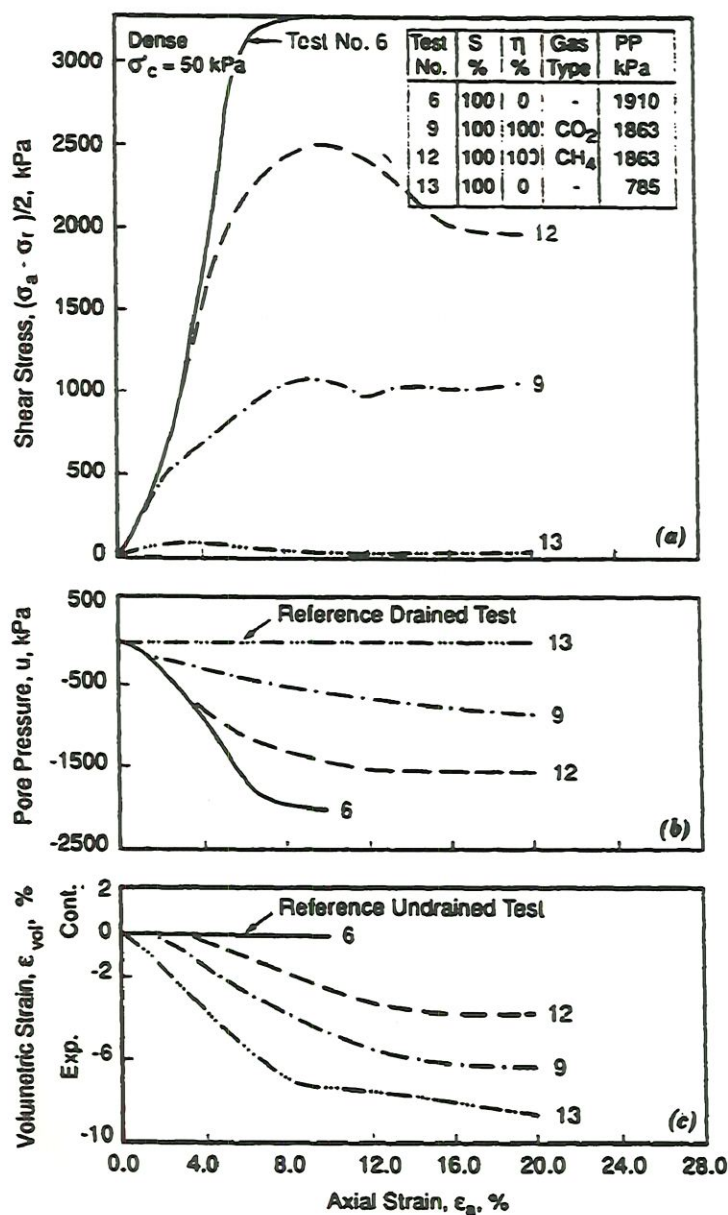 Dense
σ'c = 50 kPa
Test No. 6
Test No. S % η % Gas Type PP kPa
6 100 0 - 1910
9 100 100 CO2 1863
12 100 100 CH4 1863
13 100 0 - 785
Shear Stress, (σa - σr)/2, kPa
3000
2500
2000
1500
1000
500
0
12
9
13
(a)
Pore Pressure, u, kPa
500
-500
-1500
-2500
Reference Drained Test
13
9
12
6
(b)
Volumetric Strain, εvol, %
Exp. Cont.
2
0
-2
-6
-10
Reference Undrained Test
6
12
9
13
(c)
0.0 4.0 8.0 12.0 16.0 20.0 24.0 28.0
Axial Strain, εa, %